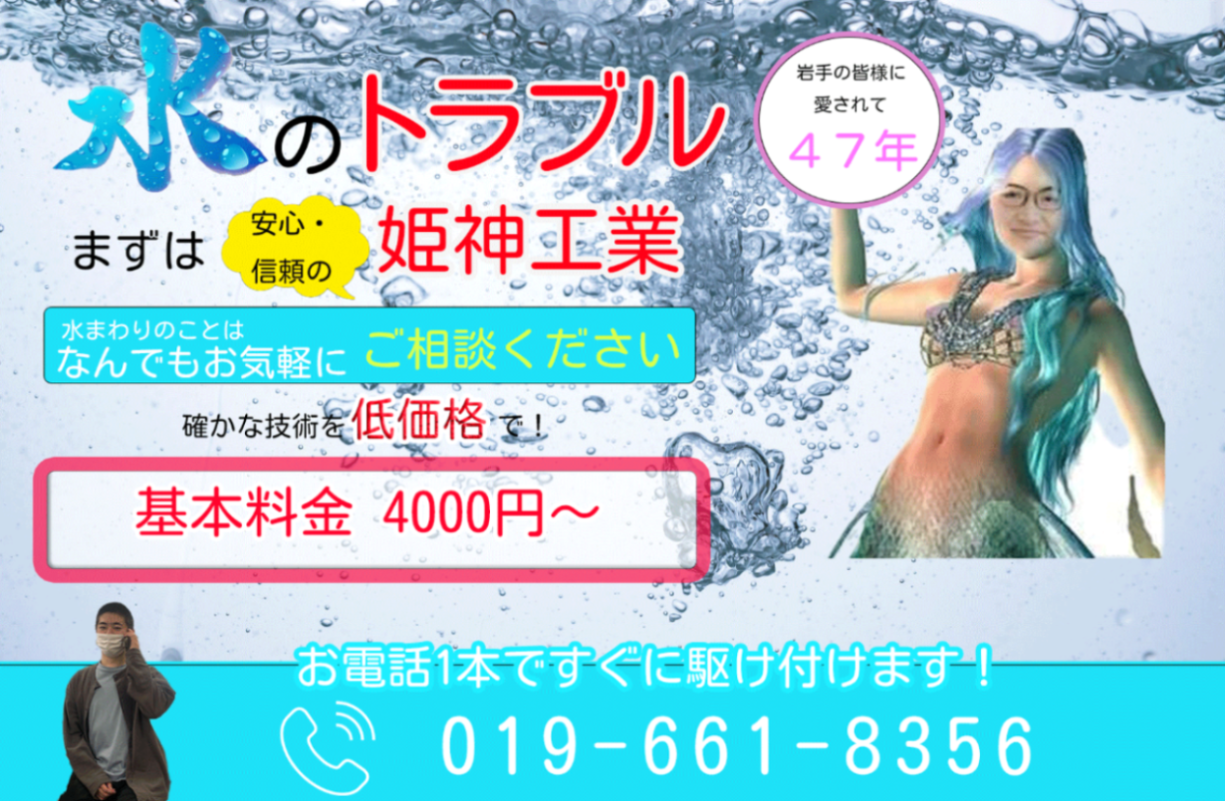 水のトラブル
岩手の皆様に
愛されて
４７年
まずは
安心・
信頼の
姫神工業
水まわりのことは
なんでもお気軽に ご相談ください
確かな技術を低価格で！
基本料金 4000円〜
お電話1本ですぐに駆け付けます！
019-661-8356